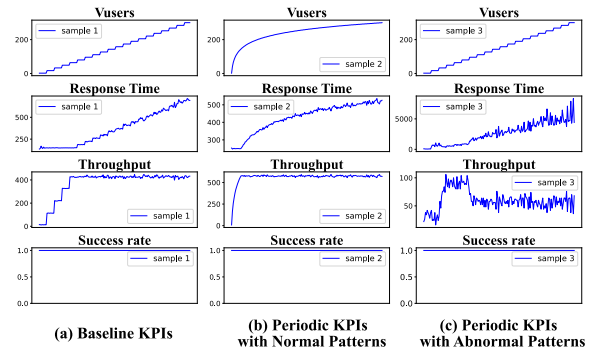 Vusers
200
0
sample 1
Response Time
500
250
sample 1
Throughput
400
200
0
sample 1
Success rate
1.0
0.5
0.0
sample 1
(a) Baseline KPIs
Vusers
200
0
sample 2
Response Time
500
400
300
sample 2
Throughput
500
250
0
sample 2
Success rate
1.0
0.5
0.0
sample 2
(b) Periodic KPIs
with Normal Patterns
Vusers
200
0
sample 3
Response Time
5000
0
sample 3
Throughput
100
50
sample 3
Success rate
1.0
0.5
0.0
sample 3
(c) Periodic KPIs
with Abnormal Patterns